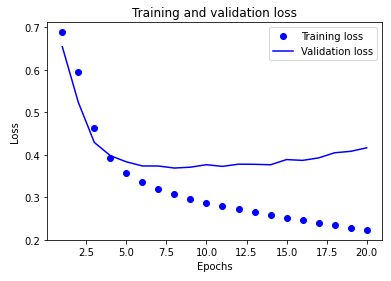 Training and validation loss
Training loss
Validation loss
0.7
0.6
0.5
0.4
0.3
0.2
Loss
2.5 5.0 7.5 10.0 12.5 15.0 17.5 20.0
Epochs